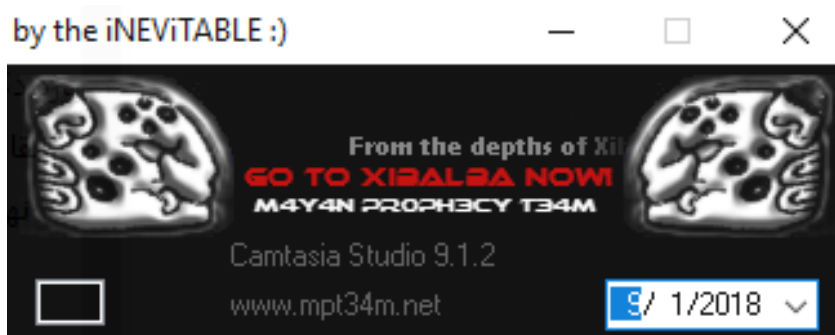 by the iNEViTABLE :)
From the depths of Xi
GO TO XIBALBA NOW!
M4Y4N PROPH3CY T34M
Camtasia Studio 9.1.2
www.mpt34m.net
9/ 1/2018